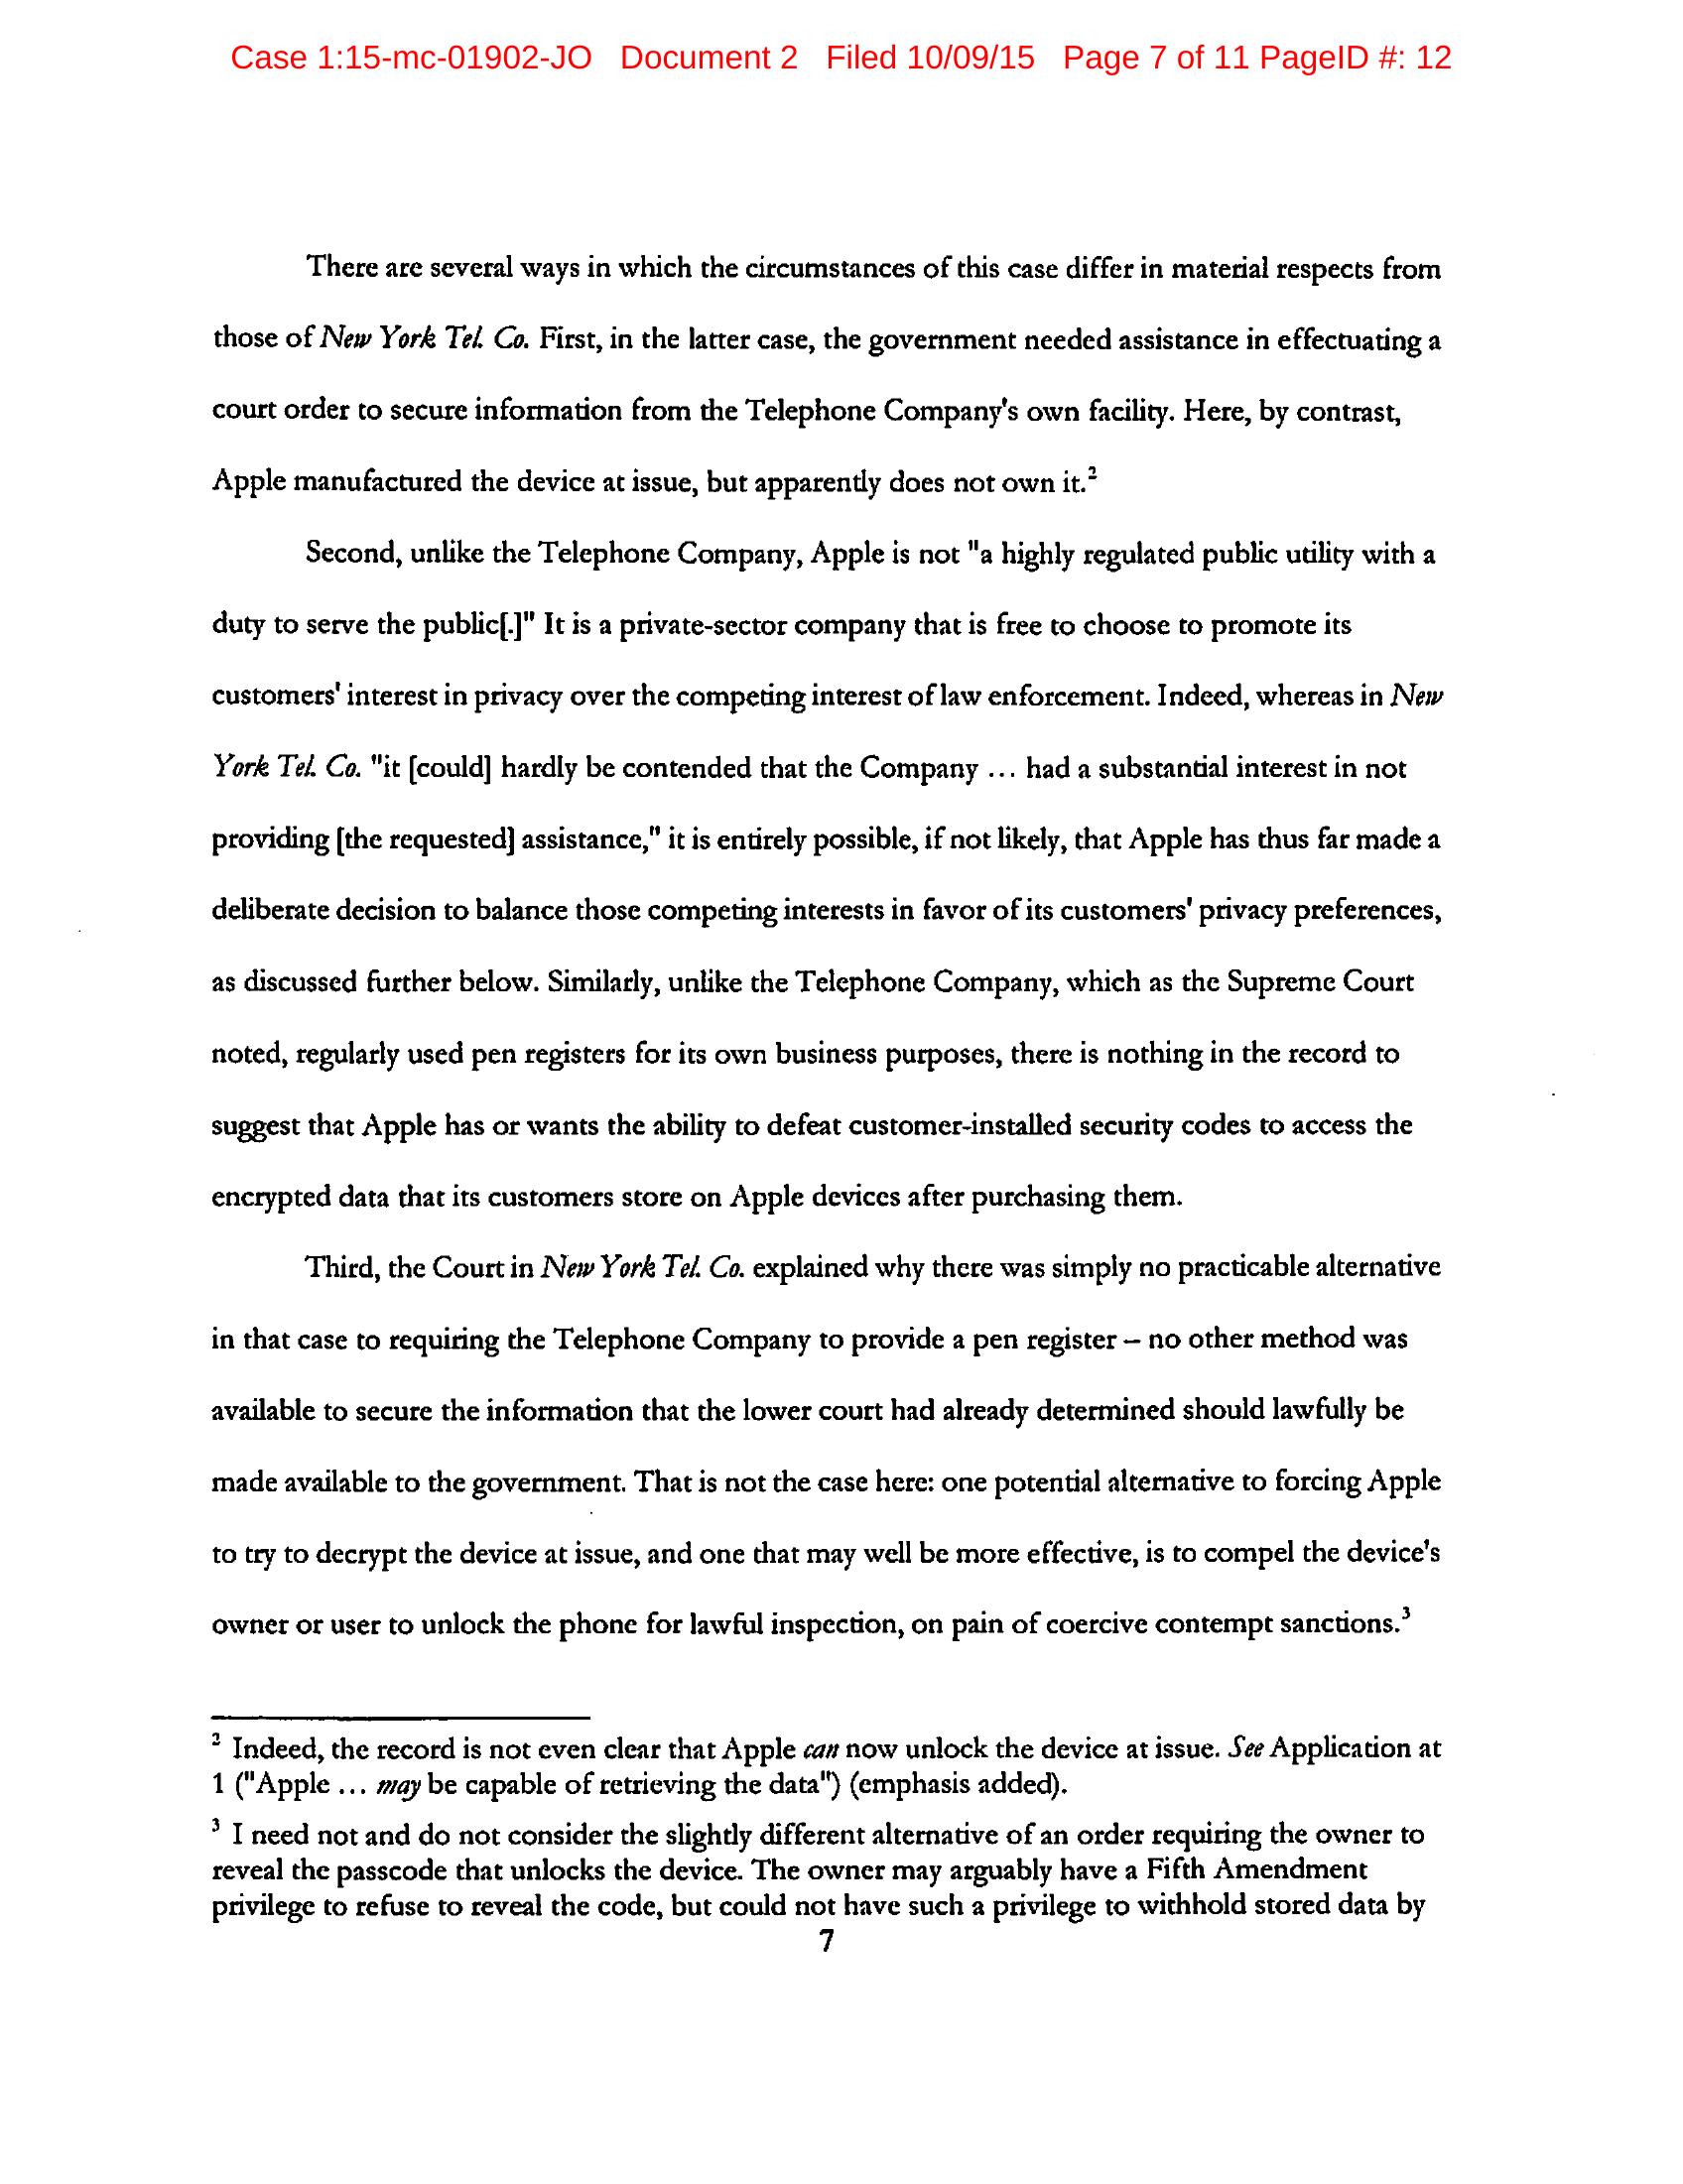 Case 1:15-mc-01902-JO Document 2 Filed 10/09/15 Page 7 of 11 PageID #: 12
There are several ways in which the circumstances of this case differ in material respects from
those of New York Tel. Co. First, in the latter case, the government needed assistance in effectuating a
court order to secure information from the Telephone Company's own facility. Here, by contrast,
Apple manufactured the device at issue, but apparently does not own it.²
Second, unlike the Telephone Company, Apple is not "a highly regulated public utility with a
duty to serve the public[.]" It is a private-sector company that is free to choose to promote its
customers' interest in privacy over the competing interest of law enforcement. Indeed, whereas in New
York Tel. Co. "it [could] hardly be contended that the Company ... had a substantial interest in not
providing [the requested] assistance," it is entirely possible, if not likely, that Apple has thus far made a
deliberate decision to balance those competing interests in favor of its customers' privacy preferences,
as discussed further below. Similarly, unlike the Telephone Company, which as the Supreme Court
noted, regularly used pen registers for its own business purposes, there is nothing in the record to
suggest that Apple has or wants the ability to defeat customer-installed security codes to access the
encrypted data that its customers store on Apple devices after purchasing them.
Third, the Court in New York Tel. Co. explained why there was simply no practicable alternative
in that case to requiring the Telephone Company to provide a pen register – no other method was
available to secure the information that the lower court had already determined should lawfully be
made available to the government. That is not the case here: one potential alternative to forcing Apple
to try to decrypt the device at issue, and one that may well be more effective, is to compel the device's
owner or user to unlock the phone for lawful inspection, on pain of coercive contempt sanctions.³
² Indeed, the record is not even clear that Apple can now unlock the device at issue. See Application at
1 ("Apple ... may be capable of retrieving the data") (emphasis added).
³ I need not and do not consider the slightly different alternative of an order requiring the owner to
reveal the passcode that unlocks the device. The owner may arguably have a Fifth Amendment
privilege to refuse to reveal the code, but could not have such a privilege to withhold stored data by
7